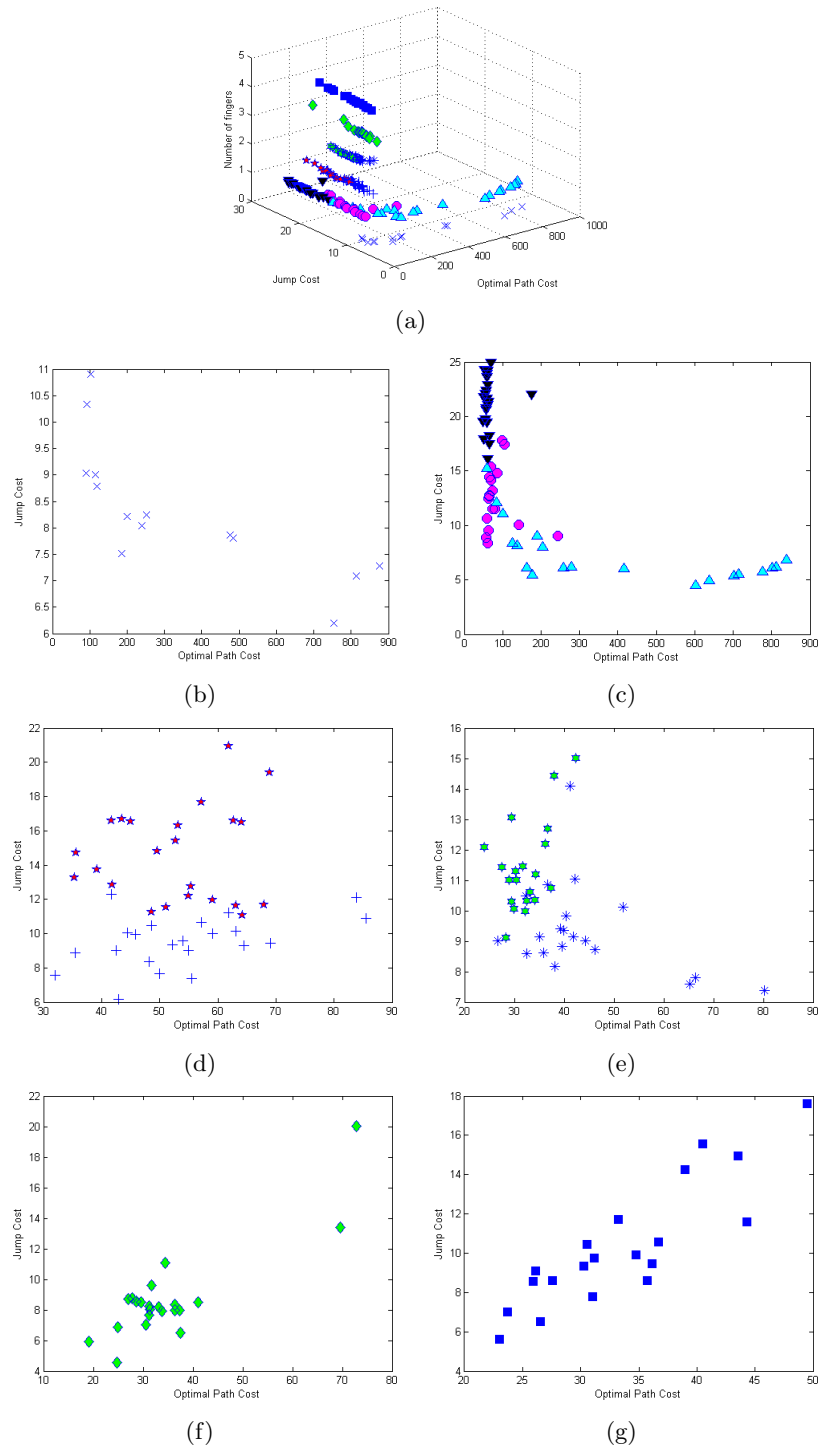 5
4
3
2
1
0
Number of fingers
30
20
10
0
Jump Cost
0
200
400
600
800
1000
Optimal Path Cost
(a)
11
10.5
10
9.5
9
8.5
8
7.5
7
6.5
6
Jump Cost
0 100 200 300 400 500 600 700 800 900
Optimal Path Cost
(b)
25
20
15
10
5
0
Jump Cost
0 100 200 300 400 500 600 700 800 900
Optimal Path Cost
(c)
22
20
18
16
14
12
10
8
6
Jump Cost
30 40 50 60 70 80 90
Optimal Path Cost
(d)
16
15
14
13
12
11
10
9
8
7
Jump Cost
20 30 40 50 60 70 80 90
Optimal Path Cost
(e)
22
20
18
16
14
12
10
8
6
4
Jump Cost
10 20 30 40 50 60 70 80
Optimal Path Cost
(f)
18
16
14
12
10
8
6
4
Jump Cost
20 25 30 35 40 45 50
Optimal Path Cost
(g)